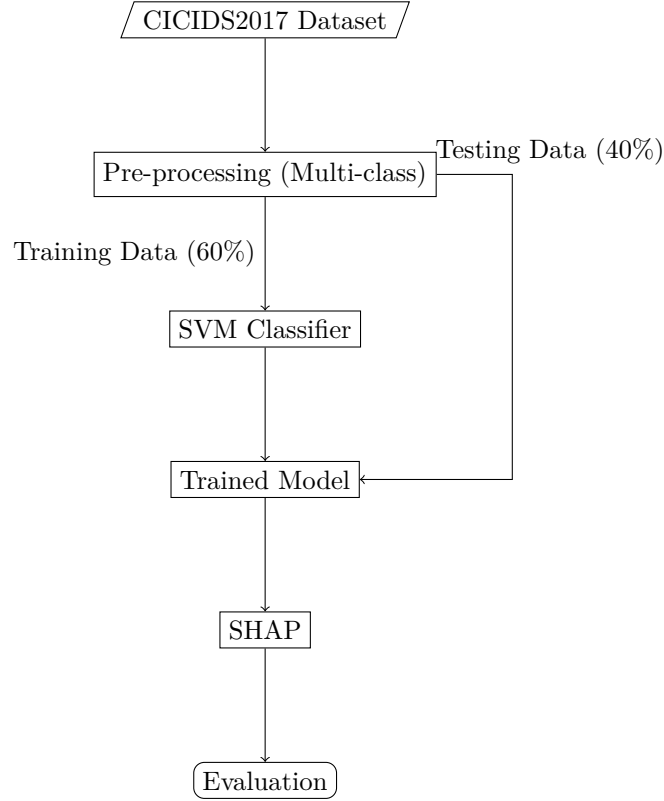 CICIDS2017 Dataset
Testing Data (40%)
Pre-processing (Multi-class)
Training Data (60%)
SVM Classifier
Trained Model
SHAP
Evaluation